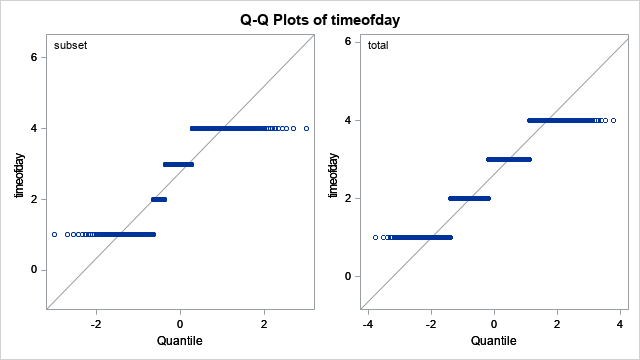 Q-Q Plots of timeofday
subset
timeofday
6
4
2
0
-2 0 2
Quantile
total
timeofday
6
4
2
0
-4 -2 0 2 4
Quantile